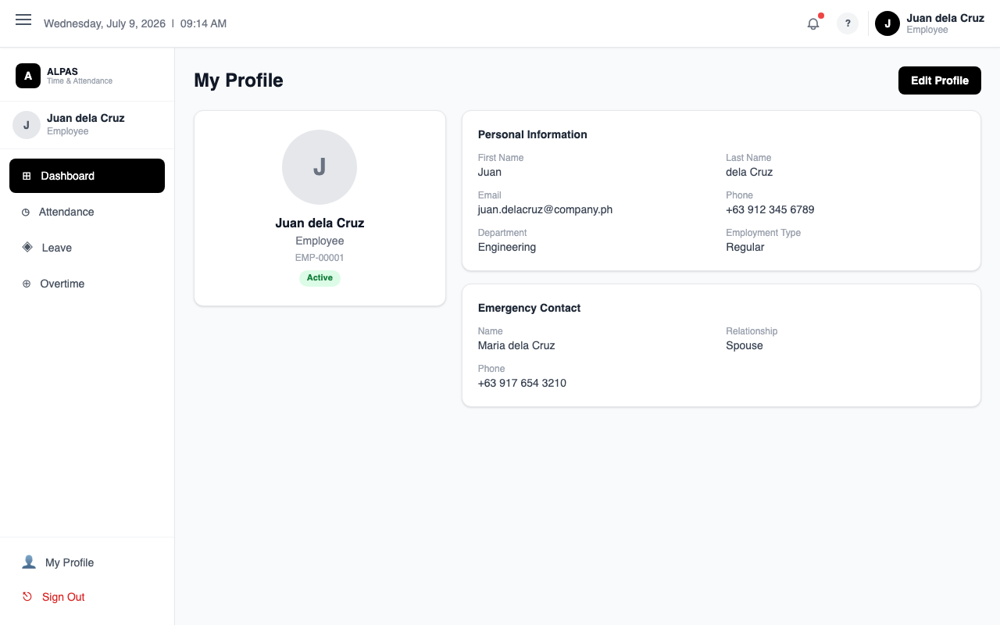 Wednesday, July 9, 2026 | 09:14 AM
?
J
Juan dela Cruz
Employee
A
ALPAS
Time & Attendance
J
Juan dela Cruz
Employee
Dashboard
Attendance
Leave
Overtime
My Profile
Sign Out
My Profile
Edit Profile
J
Juan dela Cruz
Employee
EMP-00001
Active
Personal Information
First Name
Juan
Last Name
dela Cruz
Email
juan.delacruz@company.ph
Phone
+63 912 345 6789
Department
Engineering
Employment Type
Regular
Emergency Contact
Name
Maria dela Cruz
Relationship
Spouse
Phone
+63 917 654 3210